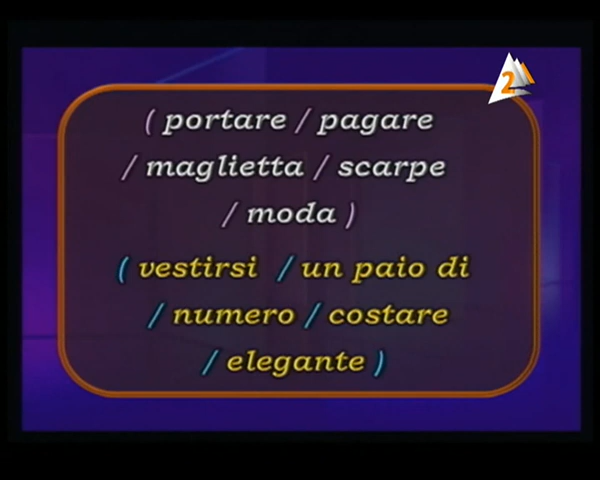 2
( portare / pagare
/ maglietta / scarpe
/ moda )
( vestirsi / un paio di
/ numero / costare
/ elegante )